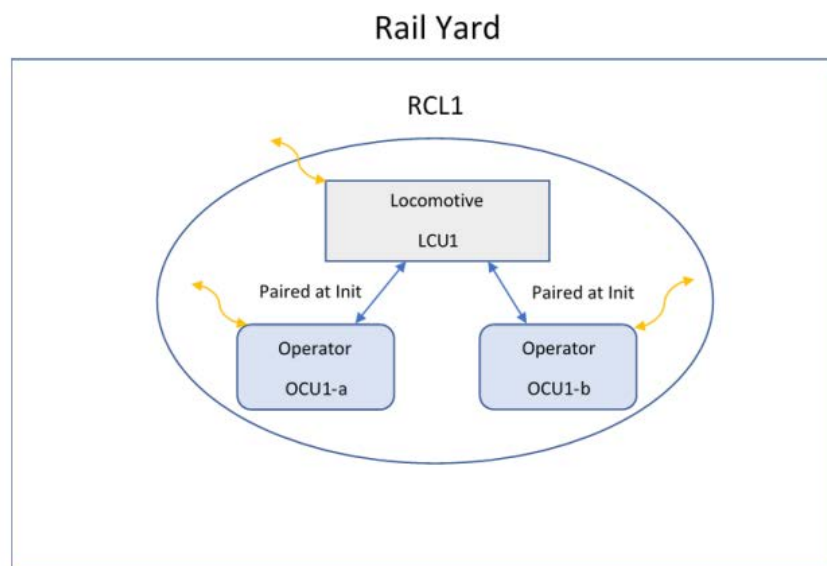 Rail Yard
RCL1
Locomotive
LCU1
Paired at Init
Paired at Init
Operator
OCU1-a
Operator
OCU1-b